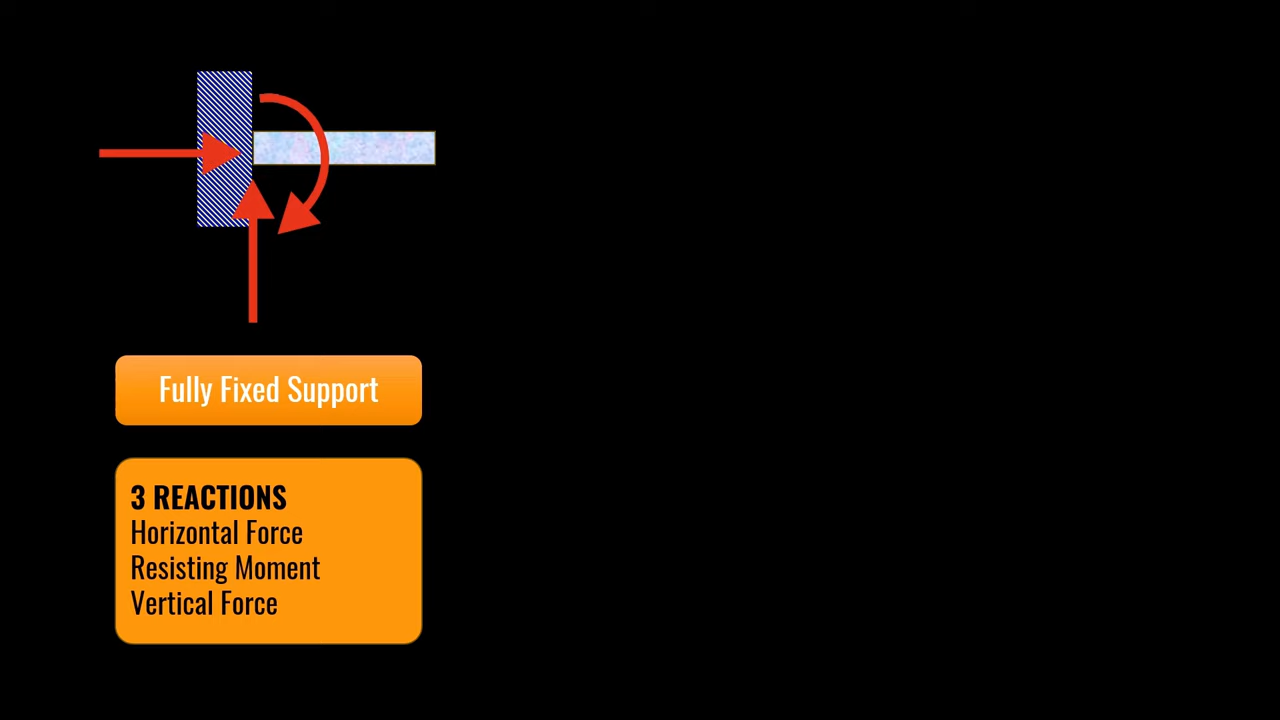 Fully Fixed Support
3 REACTIONS
Horizontal Force
Resisting Moment
Vertical Force